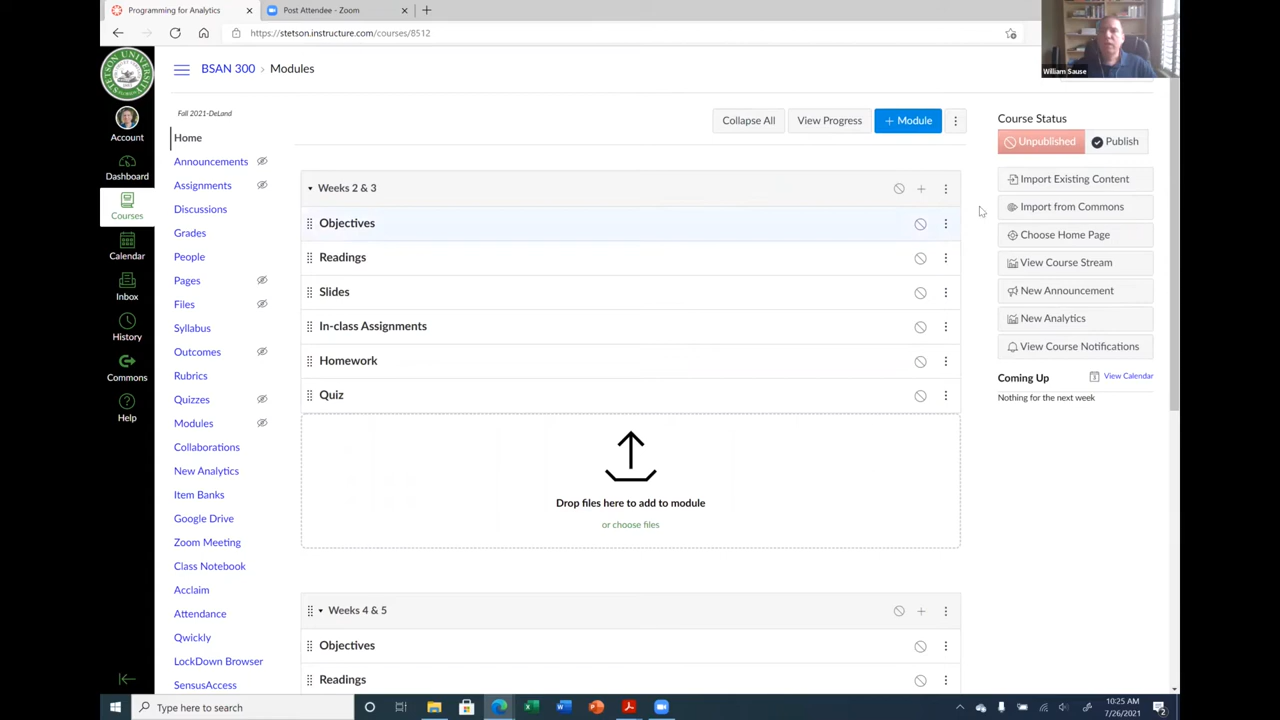 Programming for Analytics
Post Attendee - Zoom
https://stetson.instructure.com/courses/8512
William Sause
STETSON UNIVERSITY
BSAN 300 › Modules
Fall 2021-DeLand
Collapse All
View Progress
+ Module
Account
Dashboard
Courses
Calendar
Inbox
History
Commons
Help
Home
Announcements
Assignments
Discussions
Grades
People
Pages
Files
Syllabus
Outcomes
Rubrics
Quizzes
Modules
Collaborations
New Analytics
Item Banks
Google Drive
Zoom Meeting
Class Notebook
Acclaim
Attendance
Qwickly
LockDown Browser
SensusAccess
Weeks 2 & 3
Objectives
Readings
Slides
In-class Assignments
Homework
Quiz
Drop files here to add to module
or choose files
Weeks 4 & 5
Objectives
Readings
Course Status
Unpublished
Publish
Import Existing Content
Import from Commons
Choose Home Page
View Course Stream
New Announcement
New Analytics
View Course Notifications
Coming Up
View Calendar
Nothing for the next week
Type here to search
10:25 AM
7/26/2021
2